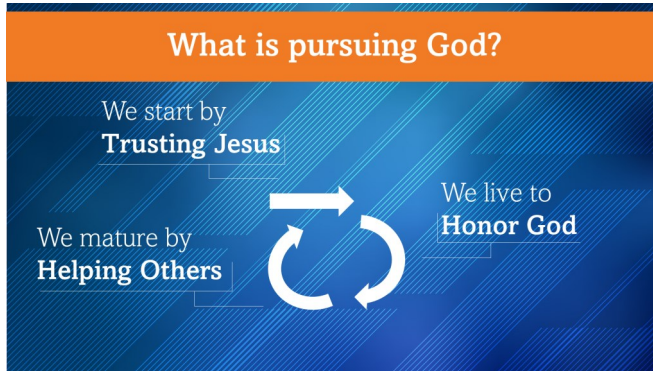 What is pursuing God?
We start by
Trusting Jesus
We live to
Honor God
We mature by
Helping Others